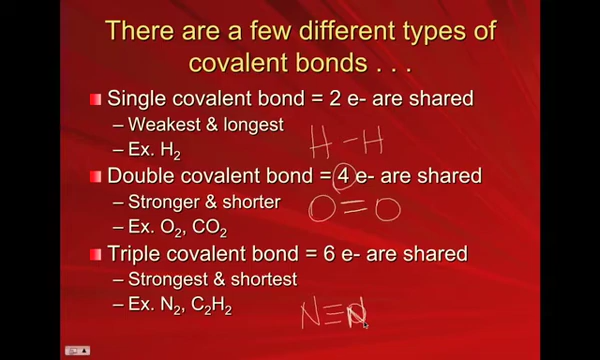 There are a few different types of
covalent bonds . . .
Single covalent bond = 2 e- are shared
– Weakest & longest
– Ex. H₂
H–H
Double covalent bond = 4 e- are shared
– Stronger & shorter
O=O
– Ex. O₂, CO₂
Triple covalent bond = 6 e- are shared
– Strongest & shortest
– Ex. N₂, C₂H₂
N≡N